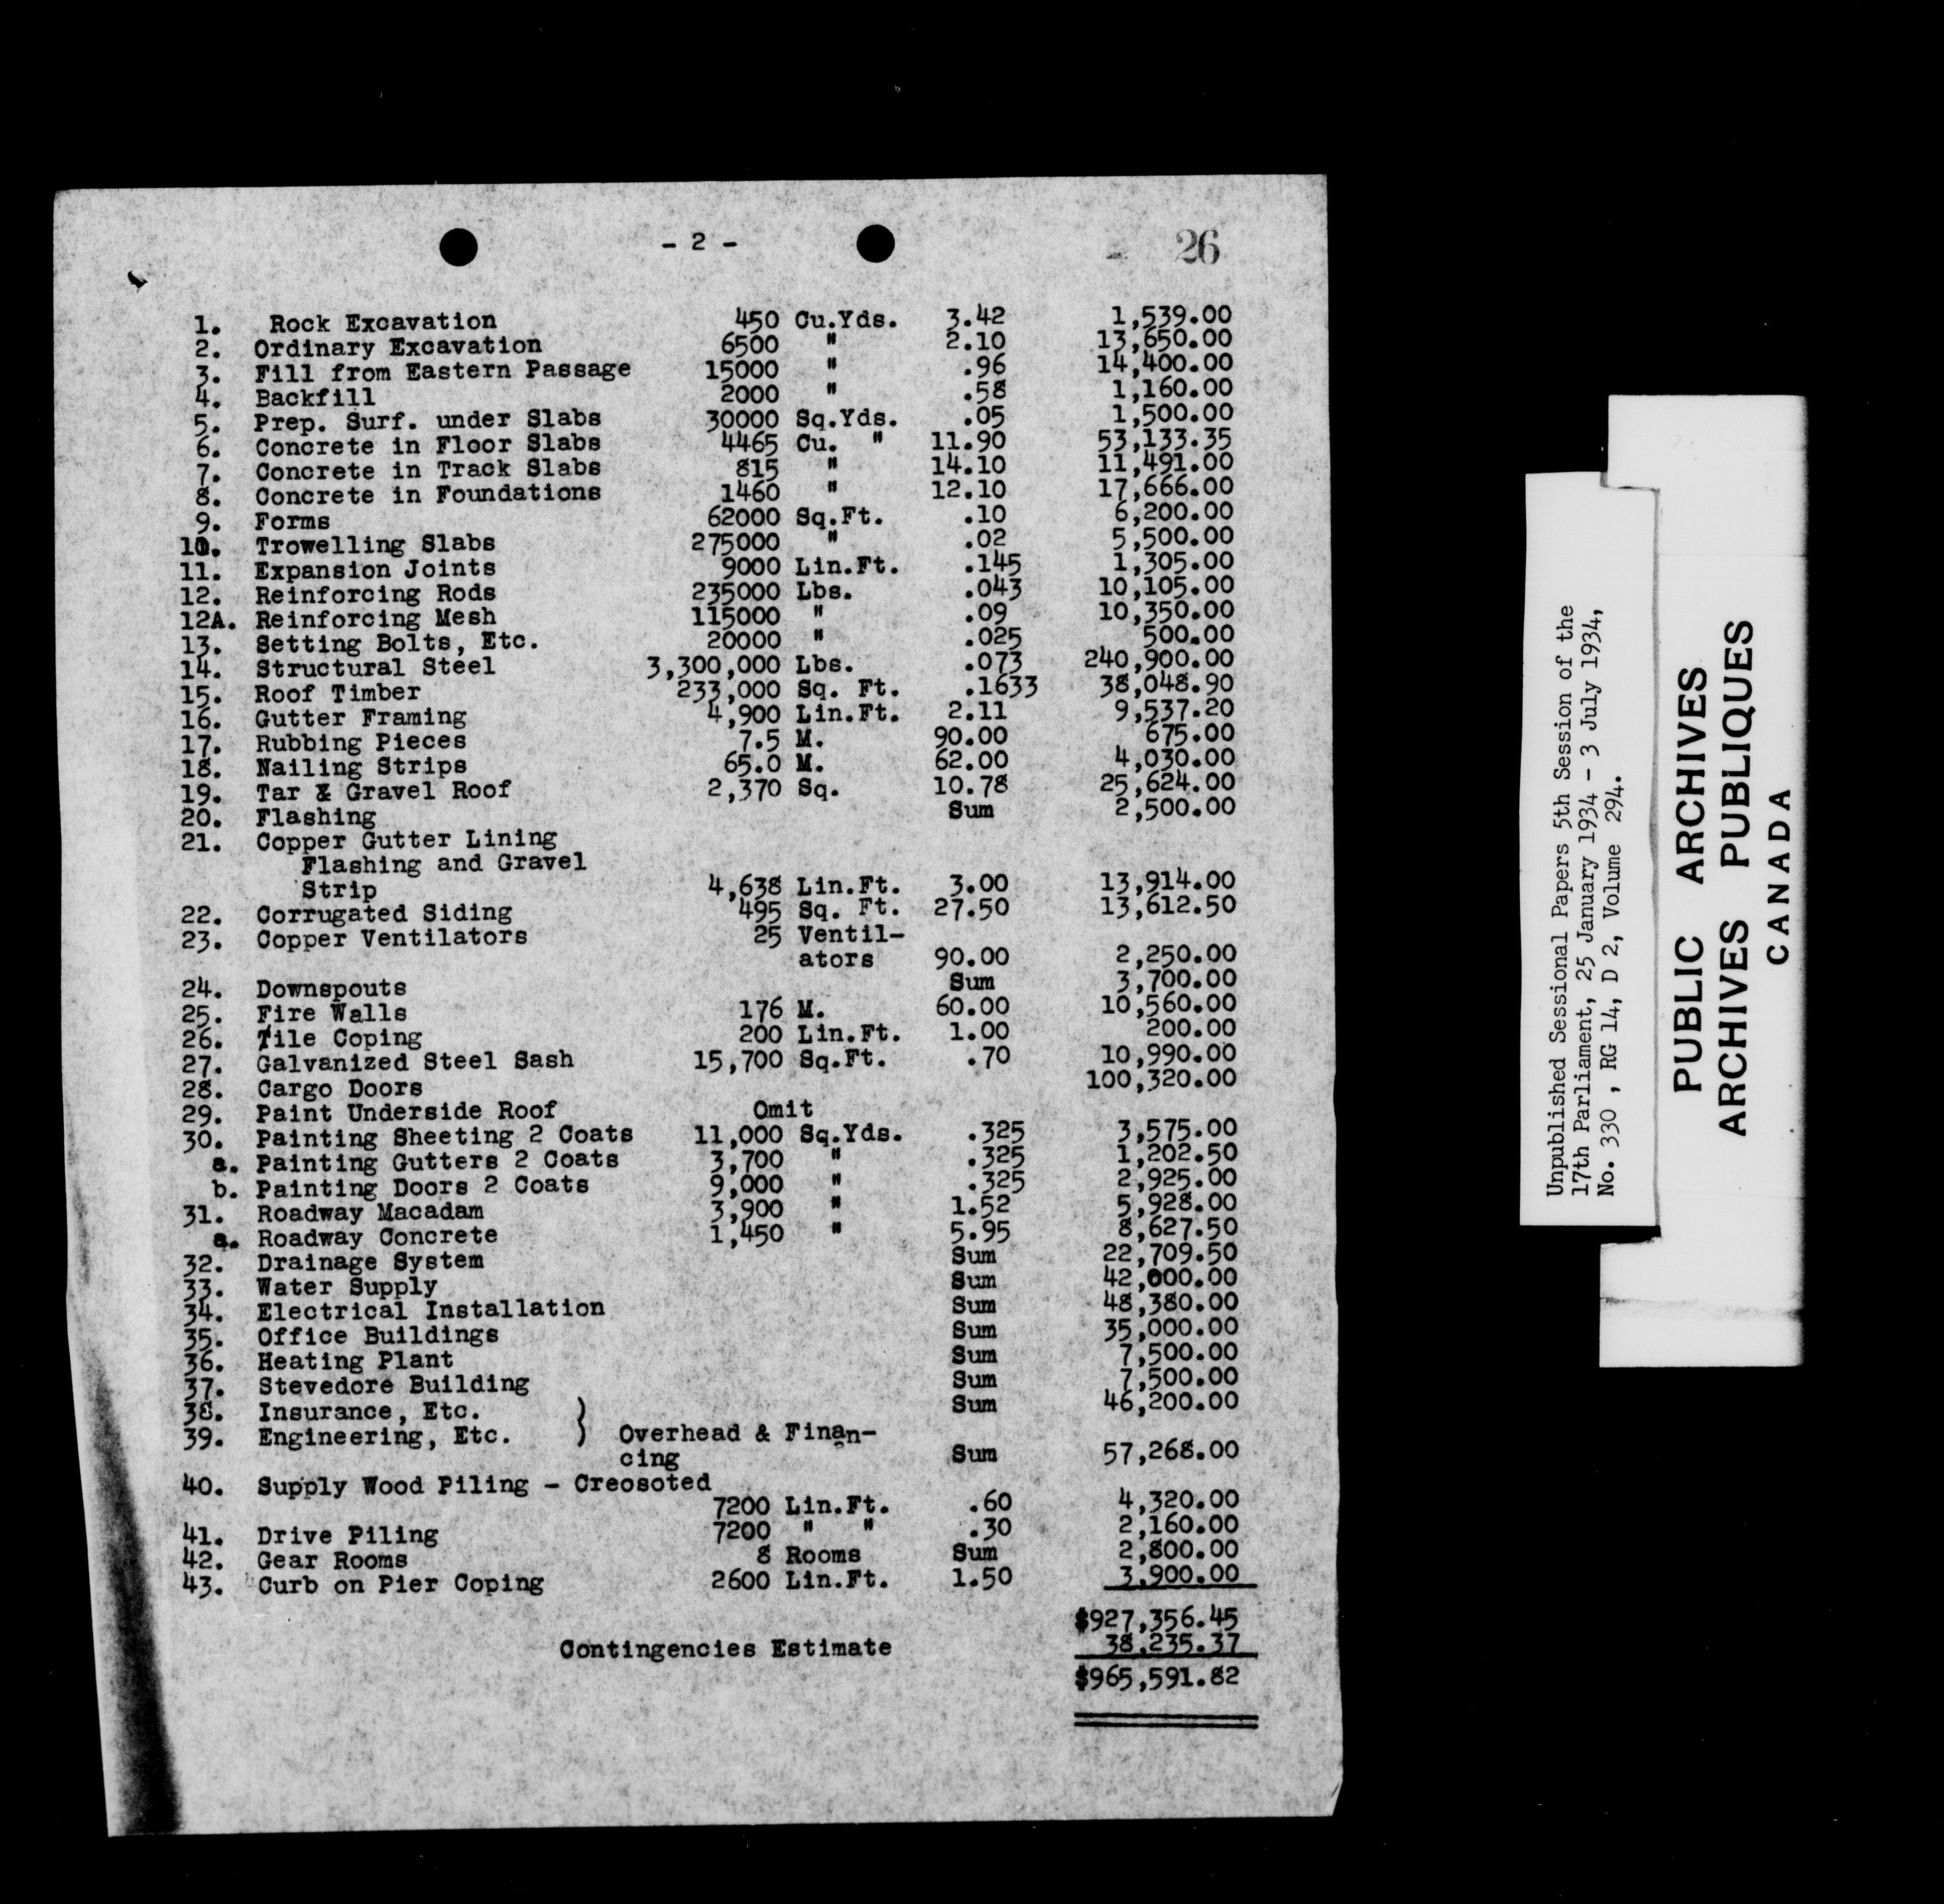 - 2 -
26
1. Rock Excavation 450 Cu.Yds. 3.42 1,539.00
2. Ordinary Excavation 6500 " 2.10 13,650.00
3. Fill from Eastern Passage 15000 " .96 14,400.00
4. Backfill 2000 " .58 1,160.00
5. Prep. Surf. under Slabs 30000 Sq.Yds. .05 1,500.00
6. Concrete in Floor Slabs 4465 Cu. " 11.90 53,133.35
7. Concrete in Track Slabs 815 " 14.10 11,491.00
8. Concrete in Foundations 1460 " 12.10 17,666.00
9. Forms 62000 Sq.Ft. .10 6,200.00
10. Trowelling Slabs 275000 " .02 5,500.00
11. Expansion Joints 9000 Lin.Ft. .145 1,305.00
12. Reinforcing Rods 235000 Lbs. .043 10,105.00
12A. Reinforcing Mesh 115000 " .09 10,350.00
13. Setting Bolts, Etc. 20000 " .025 500.00
14. Structural Steel 3,300,000 Lbs. .073 240,900.00
15. Roof Timber 233,000 Sq. Ft. .1633 38,048.90
16. Gutter Framing 4,900 Lin.Ft. 2.11 9,537.20
17. Rubbing Pieces 7.5 M. 90.00 675.00
18. Nailing Strips 65.0 M. 62.00 4,030.00
19. Tar & Gravel Roof 2,370 Sq. 10.78 25,624.00
20. Flashing Sum 2,500.00
21. Copper Gutter Lining
Flashing and Gravel
Strip 4,638 Lin.Ft. 3.00 13,914.00
22. Corrugated Siding 495 Sq. Ft. 27.50 13,612.50
23. Copper Ventilators 25 Ventil-
ators 90.00 2,250.00
24. Downspouts Sum 3,700.00
25. Fire Walls 176 M. 60.00 10,560.00
26. Tile Coping 200 Lin.Ft. 1.00 200.00
27. Galvanized Steel Sash 15,700 Sq.Ft. .70 10,990.00
28. Cargo Doors 100,320.00
29. Paint Underside Roof Omit
30. Painting Sheeting 2 Coats 11,000 Sq.Yds. .325 3,575.00
a. Painting Gutters 2 Coats 3,700 " .325 1,202.50
b. Painting Doors 2 Coats 9,000 " .325 2,925.00
31. Roadway Macadam 3,900 " 1.52 5,928.00
a. Roadway Concrete 1,450 " 5.95 8,627.50
32. Drainage System Sum 22,709.50
33. Water Supply Sum 42,000.00
34. Electrical Installation Sum 48,380.00
35. Office Buildings Sum 35,000.00
36. Heating Plant Sum 7,500.00
37. Stevedore Building Sum 7,500.00
38. Insurance, Etc. Sum 46,200.00
39. Engineering, Etc. } Overhead & Finan-
cing Sum 57,268.00
40. Supply Wood Piling - Creosoted
7200 Lin.Ft. .60 4,320.00
41. Drive Piling 7200 " " .30 2,160.00
42. Gear Rooms 8 Rooms Sum 2,800.00
43. Curb on Pier Coping 2600 Lin.Ft. 1.50 3,900.00
$927,356.45
Contingencies Estimate 38,235.37
$965,591.82
Unpublished Sessional Papers 5th Session of the
17th Parliament, 25 January 1934 - 3 July 1934,
No. 330 , RG 14, D 2, Volume 294.
PUBLIC ARCHIVES
ARCHIVES PUBLIQUES
CANADA